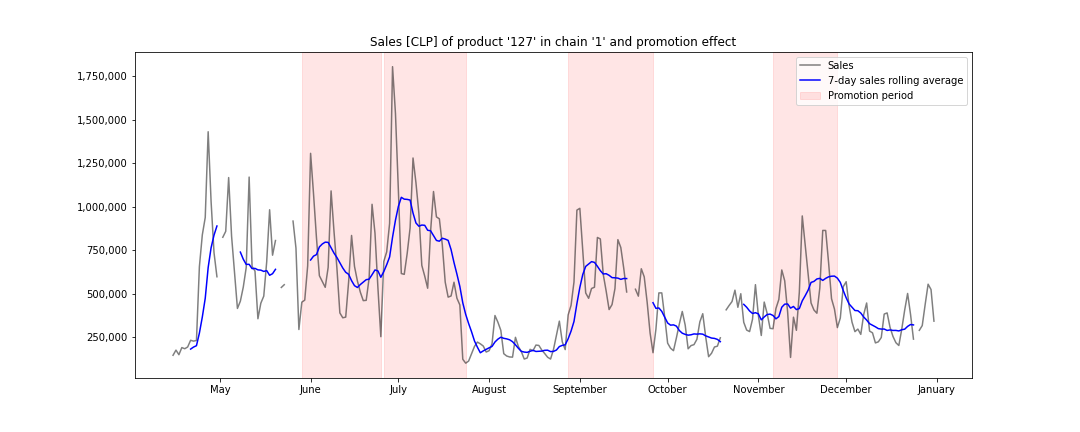 Sales [CLP] of product '127' in chain '1' and promotion effect
Sales
7-day sales rolling average
Promotion period
1,750,000
1,500,000
1,250,000
1,000,000
750,000
500,000
250,000
May June July August September October November December January